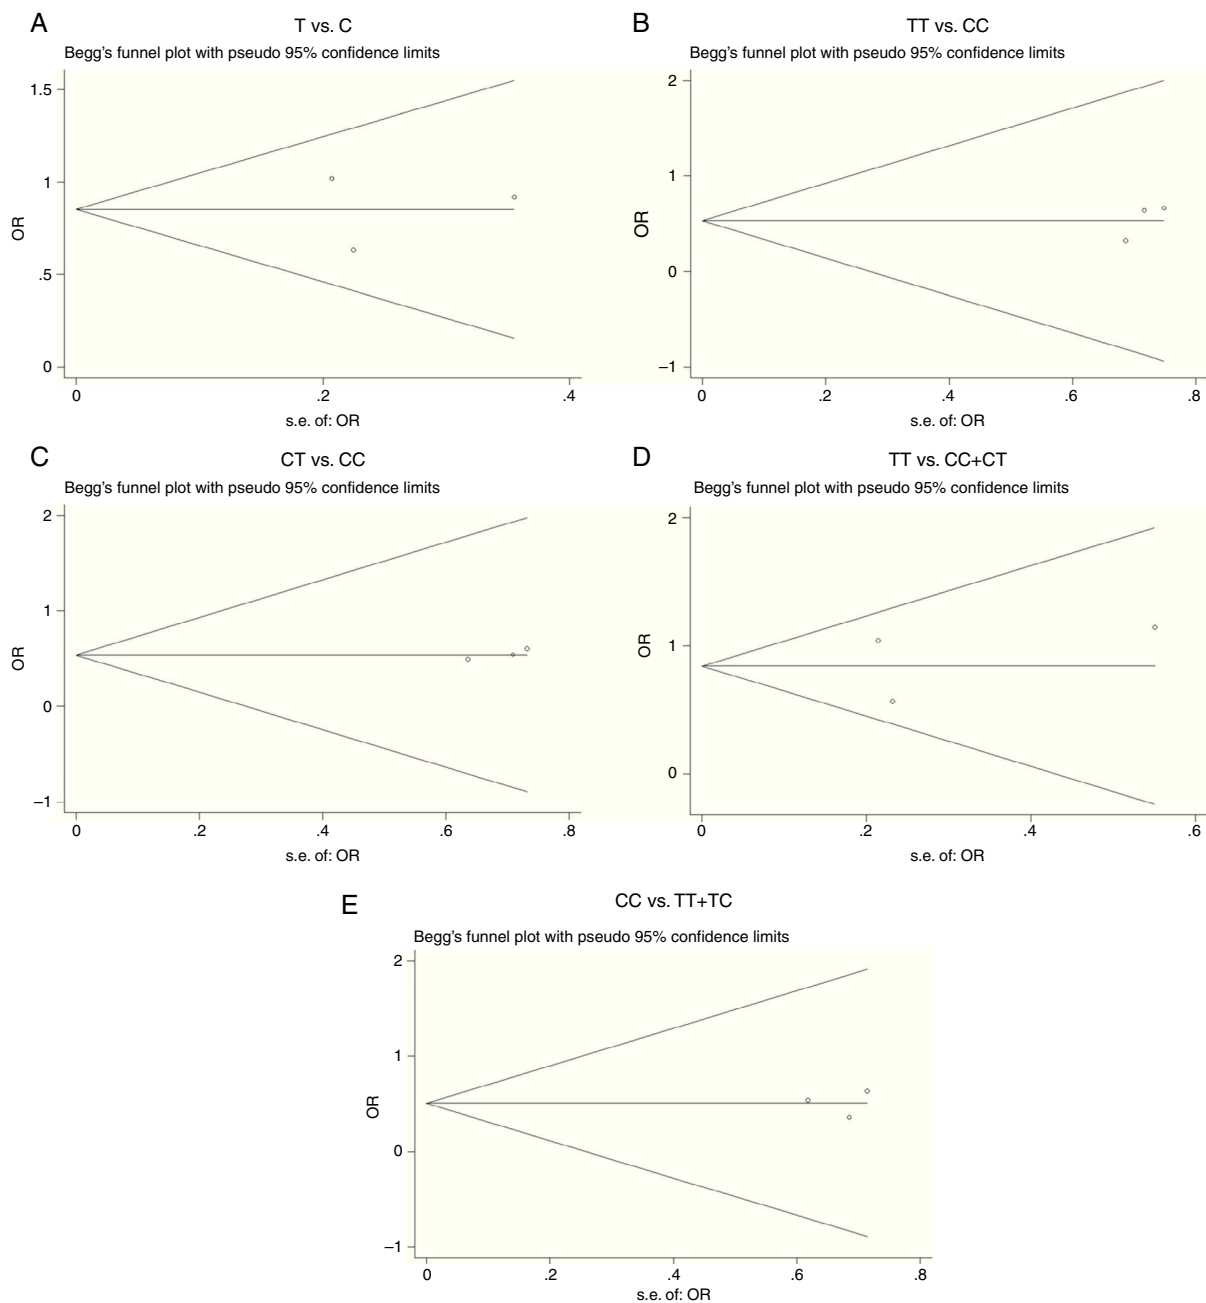 A
T vs. C
Begg's funnel plot with pseudo 95% confidence limits
1.5
1
.5
0
OR
0
.2
.4
s.e. of: OR
B
TT vs. CC
Begg's funnel plot with pseudo 95% confidence limits
2
1
0
–1
OR
0
.2
.4
.6
.8
s.e. of: OR
C
CT vs. CC
Begg's funnel plot with pseudo 95% confidence limits
2
1
0
–1
OR
0
.2
.4
.6
.8
s.e. of: OR
D
TT vs. CC+CT
Begg's funnel plot with pseudo 95% confidence limits
2
1
0
OR
0
.2
.4
.6
s.e. of: OR
E
CC vs. TT+TC
Begg's funnel plot with pseudo 95% confidence limits
2
1
0
–1
OR
0
.2
.4
.6
.8
s.e. of: OR